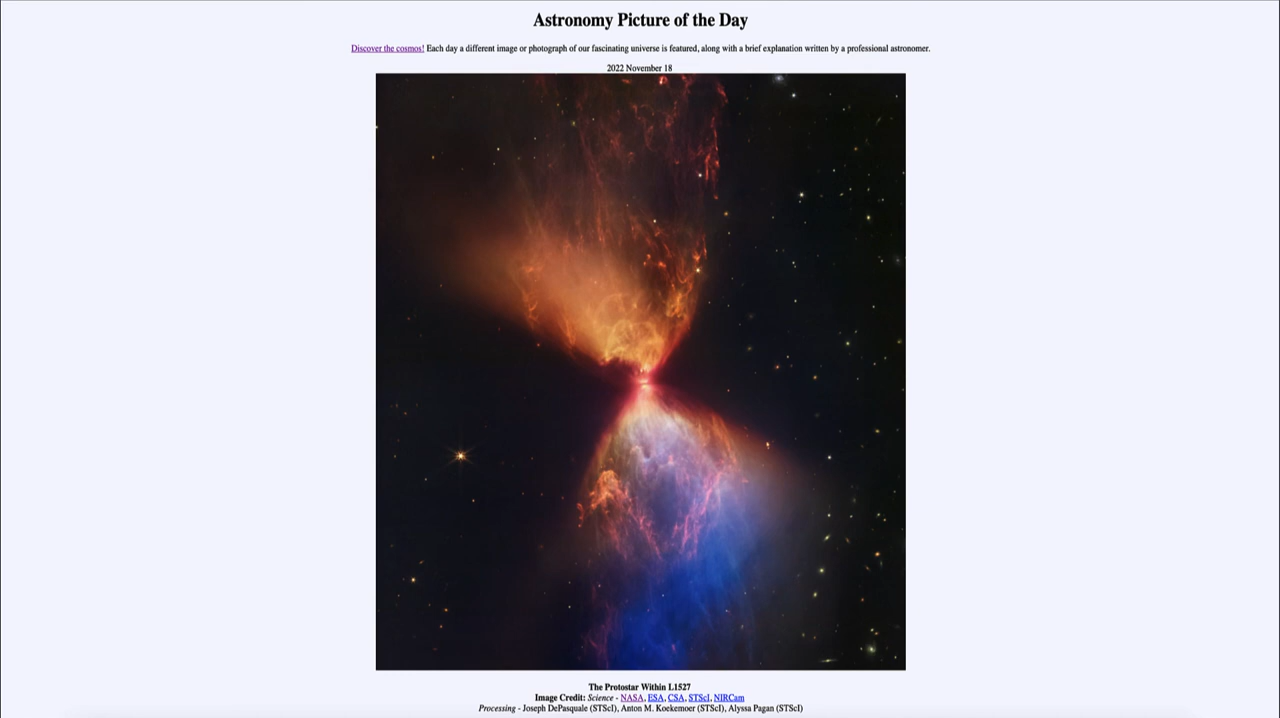 Astronomy Picture of the Day
Discover the cosmos! Each day a different image or photograph of our fascinating universe is featured, along with a brief explanation written by a professional astronomer.
2022 November 18
The Protostar Within L1527
Image Credit: Science - NASA, ESA, CSA, STScI, NIRCam
Processing - Joseph DePasquale (STScI), Anton M. Koekemoer (STScI), Alyssa Pagan (STScI)